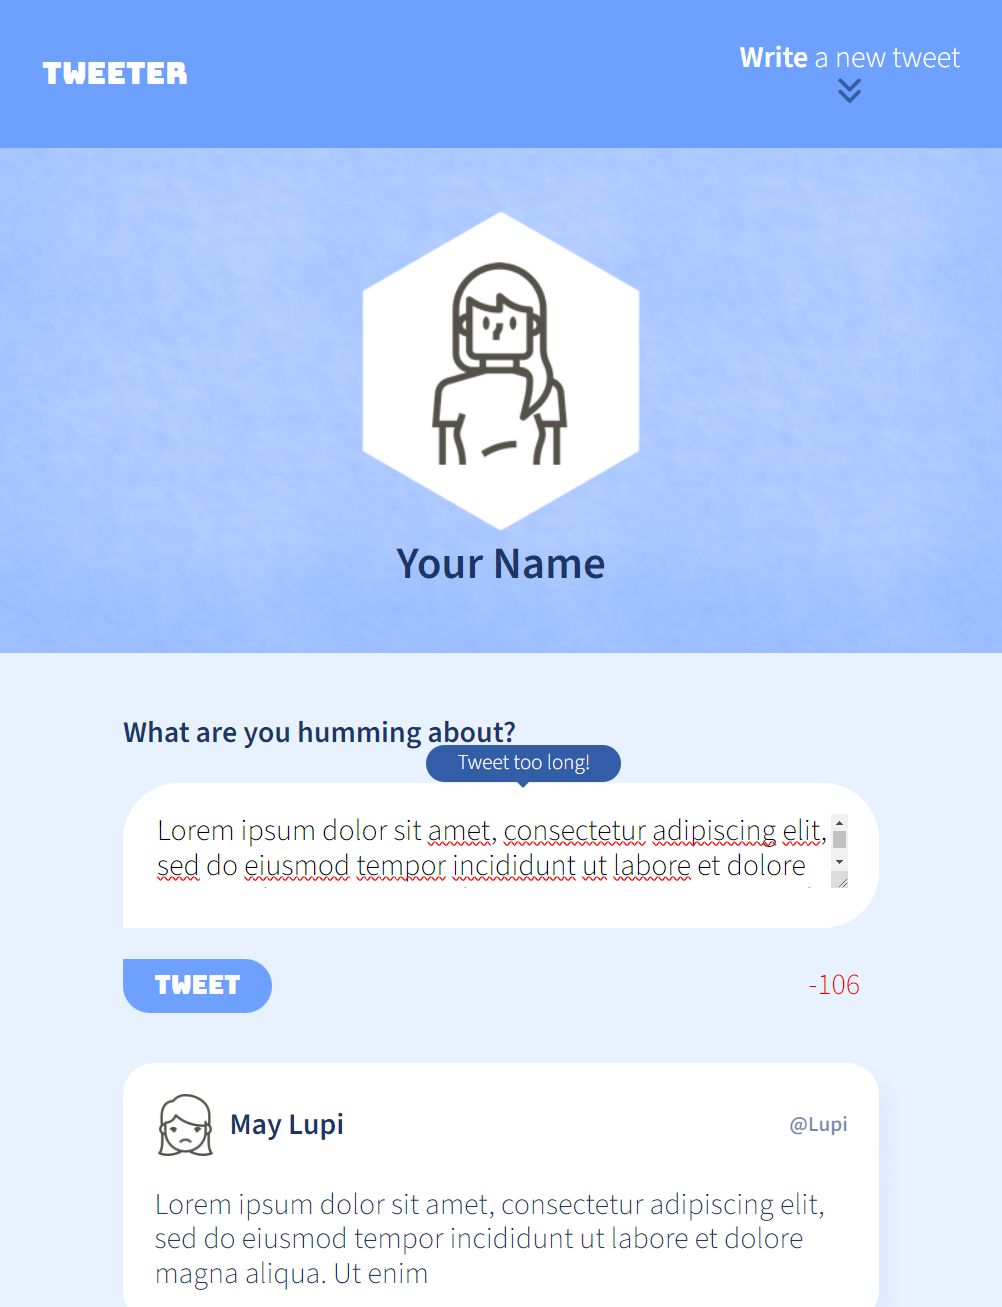 TWEETER
Write a new tweet
Your Name
What are you humming about?
Tweet too long!
Lorem ipsum dolor sit amet, consectetur adipiscing elit,
sed do eiusmod tempor incididunt ut labore et dolore
TWEET
-106
May Lupi
@Lupi
Lorem ipsum dolor sit amet, consectetur adipiscing elit,
sed do eiusmod tempor incididunt ut labore et dolore
magna aliqua. Ut enim